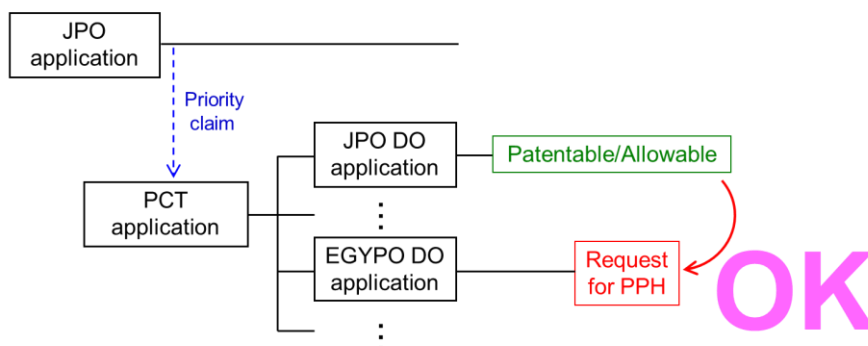 JPO
application
Priority
claim
JPO DO
application
Patentable/Allowable
PCT
application
⋮
EGYPO DO
application
Request
for PPH
OK
⋮